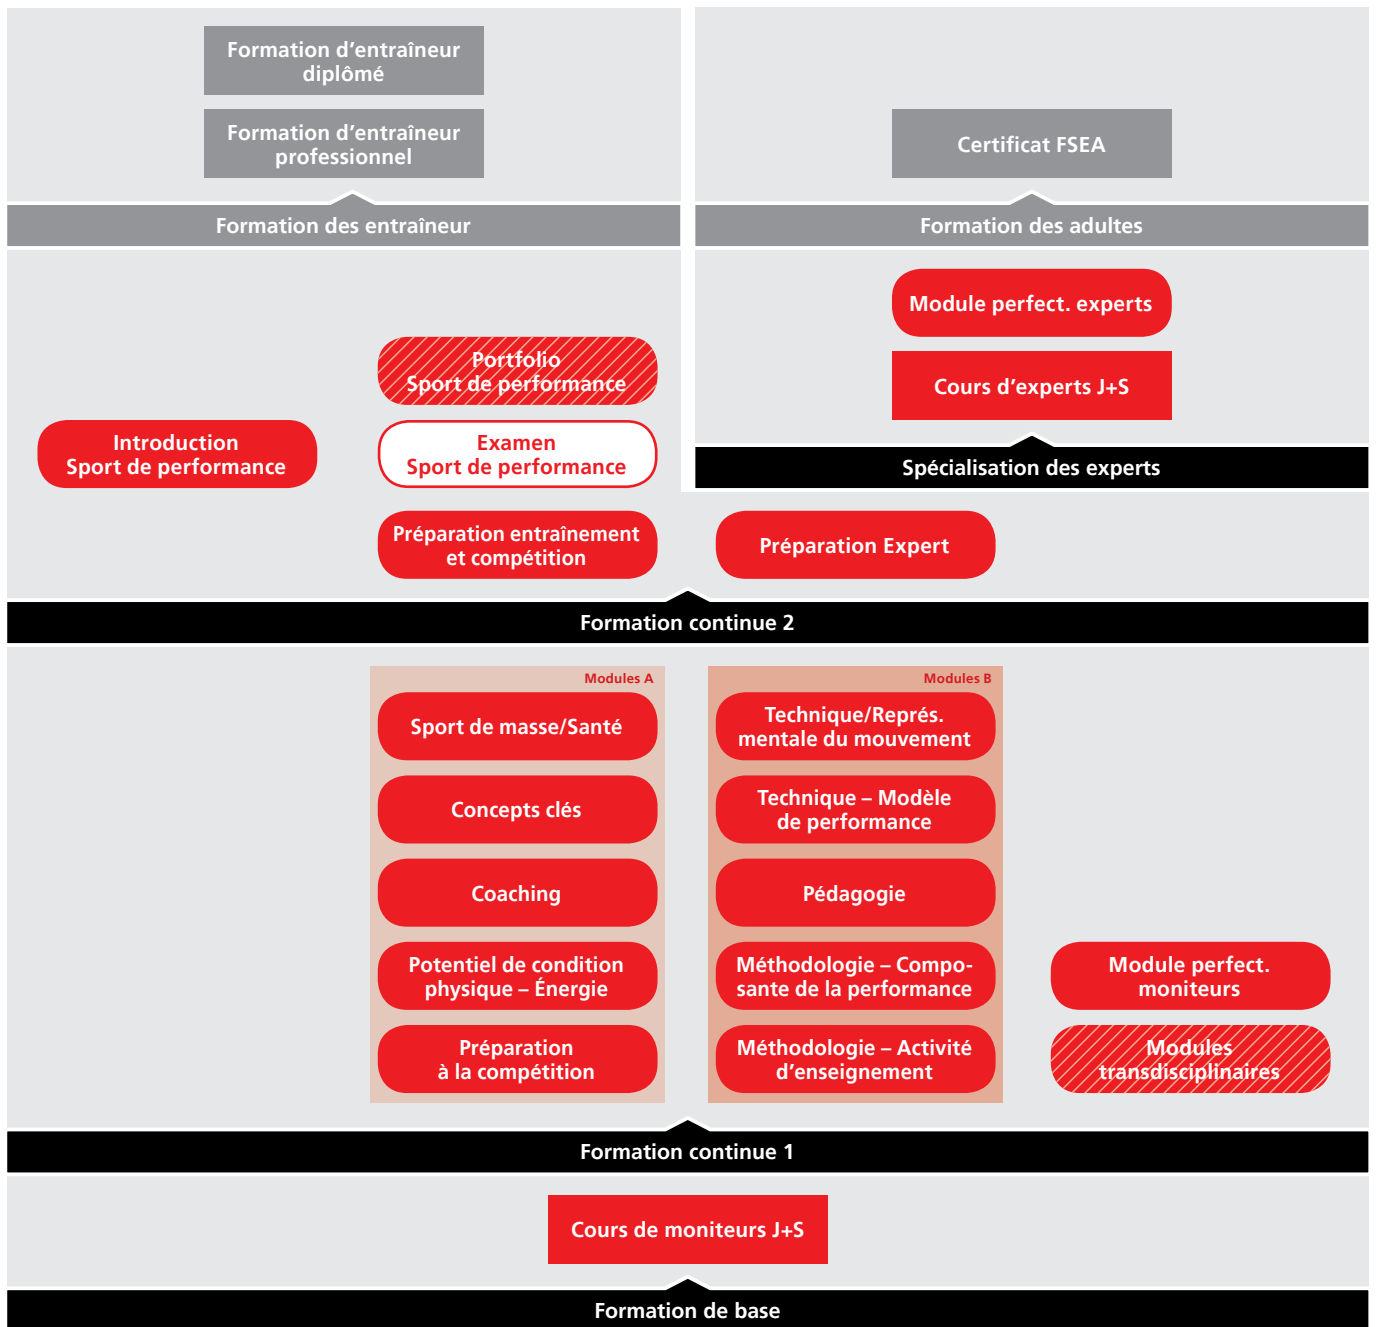 Formation d’entraîneur
diplômé
Formation d’entraîneur
professionnel
Certificat FSEA
Formation des entraîneur
Formation des adultes
Module perfect. experts
Portfolio
Sport de performance
Cours d’experts J+S
Introduction
Sport de performance
Examen
Sport de performance
Spécialisation des experts
Préparation entraînement
et compétition
Préparation Expert
Formation continue 2
Modules A
Sport de masse/Santé
Concepts clés
Coaching
Potentiel de condition
physique – Énergie
Préparation
à la compétition
Modules B
Technique/Représ.
mentale du mouvement
Technique – Modèle
de performance
Pédagogie
Méthodologie – Compo-
sante de la performance
Méthodologie – Activité
d’enseignement
Module perfect.
moniteurs
Modules
transdisciplinaires
Formation continue 1
Cours de moniteurs J+S
Formation de base